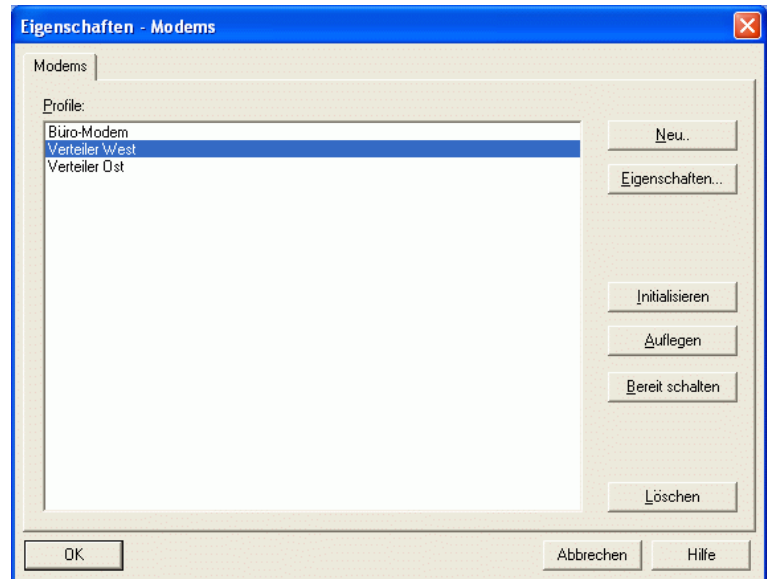 Eigenschaften - Modems
Modems
Profile:
Büro-Modem
Verteiler West
Verteiler Ost
Neu..
Eigenschaften...
Initialisieren
Auflegen
Bereit schalten
Löschen
OK
Abbrechen
Hilfe